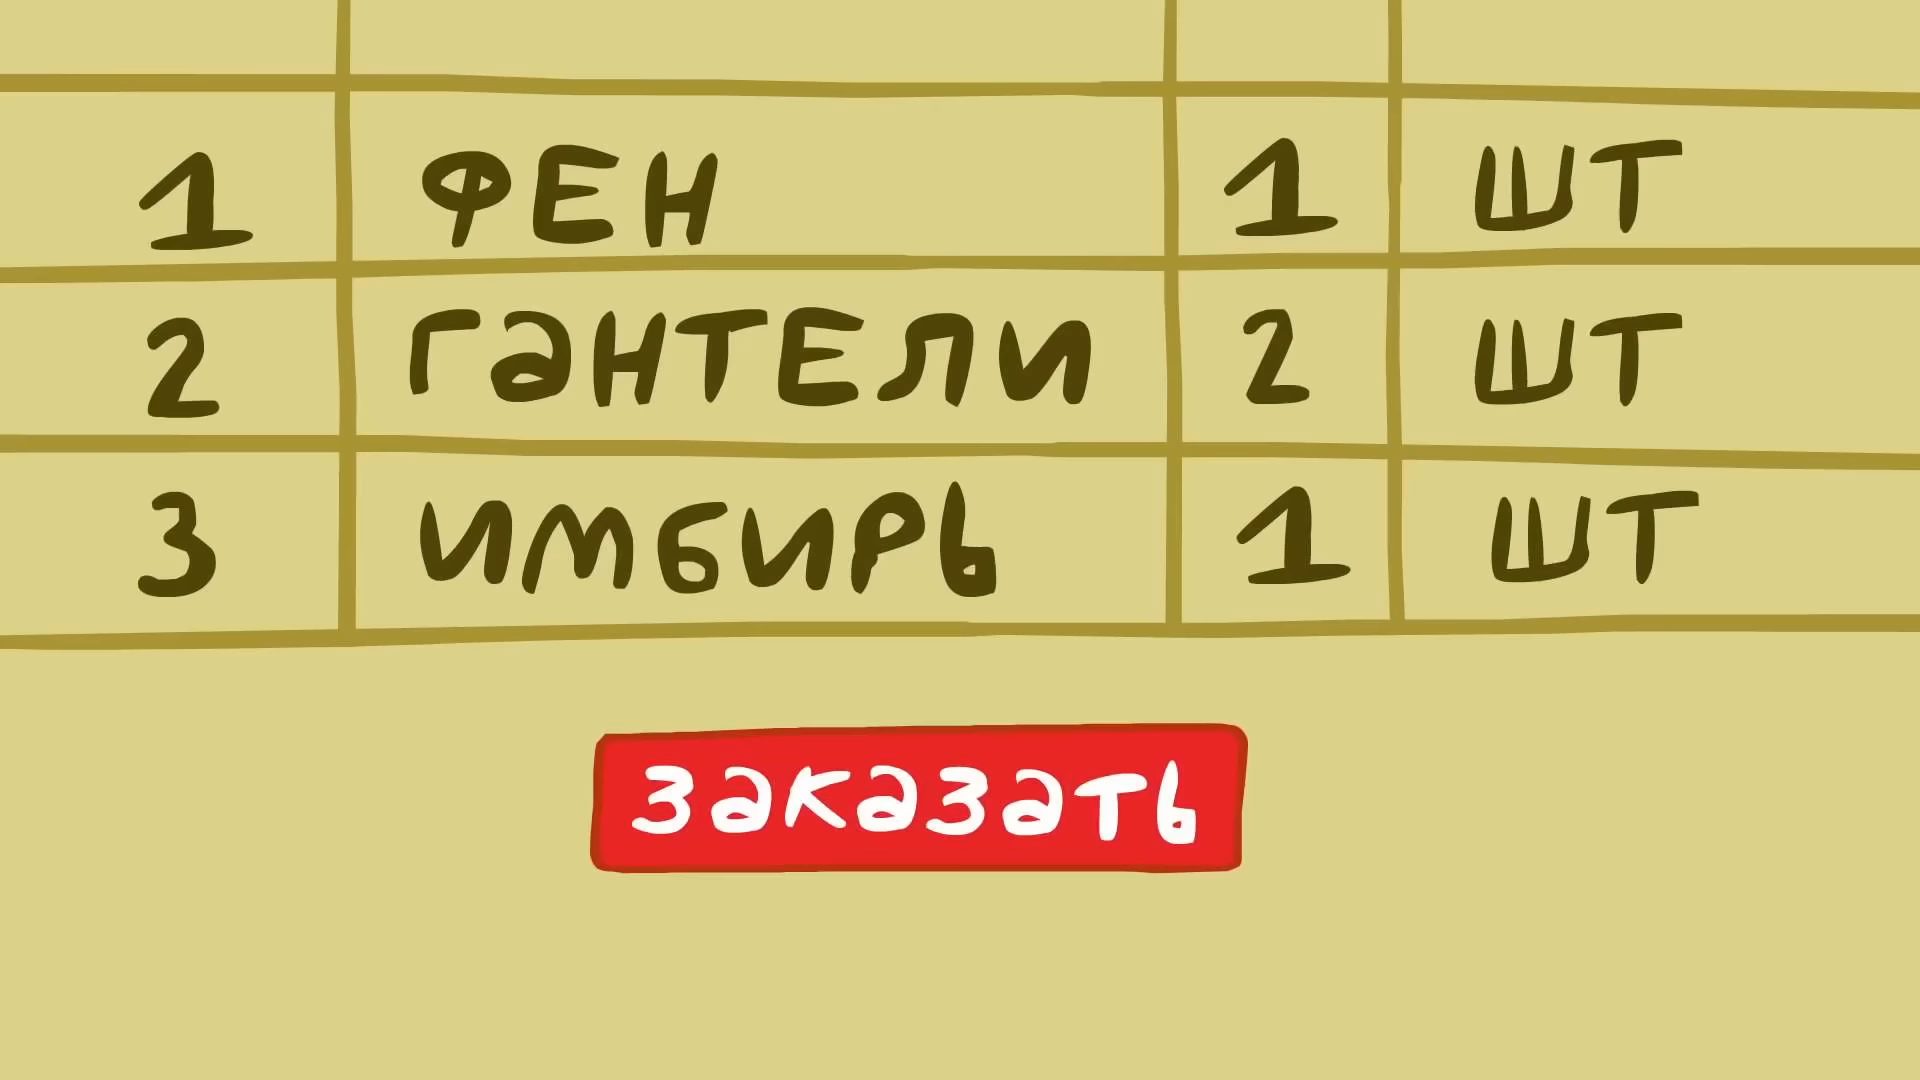 1 ФЕН 1 ШТ
2 ГАНТЕЛИ 2 ШТ
3 ИМБИРЬ 1 ШТ
ЗАКАЗАТЬ